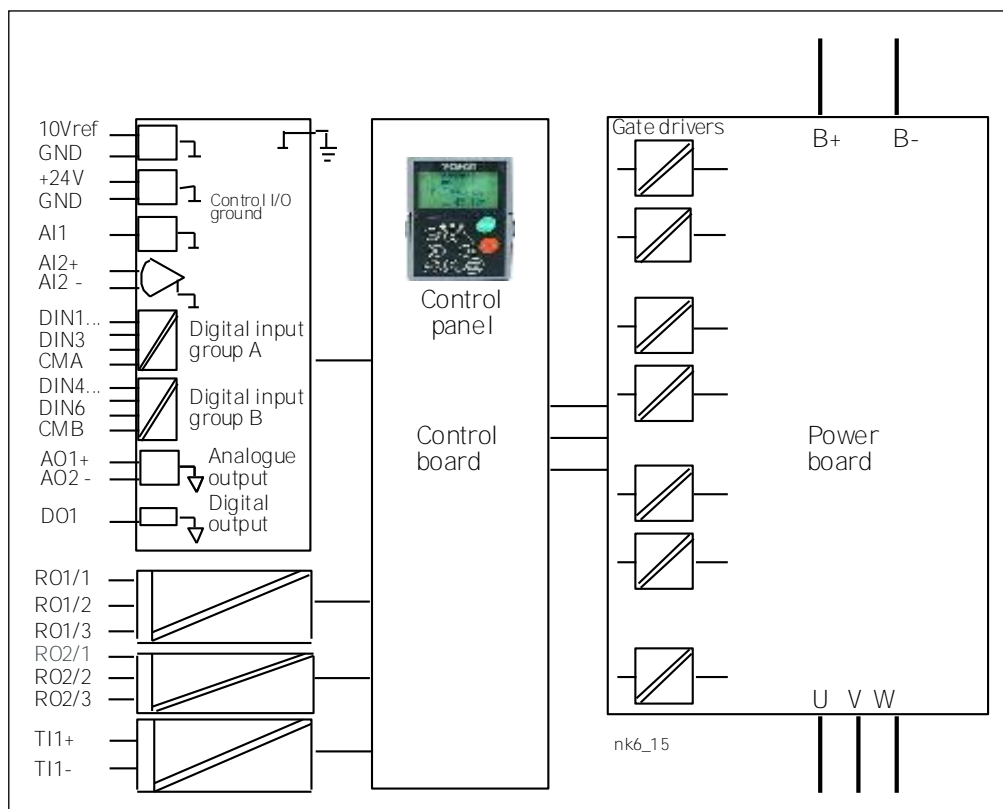 10Vref
GND
+24V
GND
Control I/O
ground
AI1
AI2+
AI2 -
DIN1...
DIN3
CMA
Digital input
group A
DIN4...
DIN6
CMB
Digital input
group B
AO1+
AO2 -
Analogue
output
DO1
Digital
output
RO1/1
RO1/2
RO1/3
RO2/1
RO2/2
RO2/3
TI1+
TI1-
Control
panel
Control
board
Gate drivers
B+ B-
Power
board
U V W
nk6_15